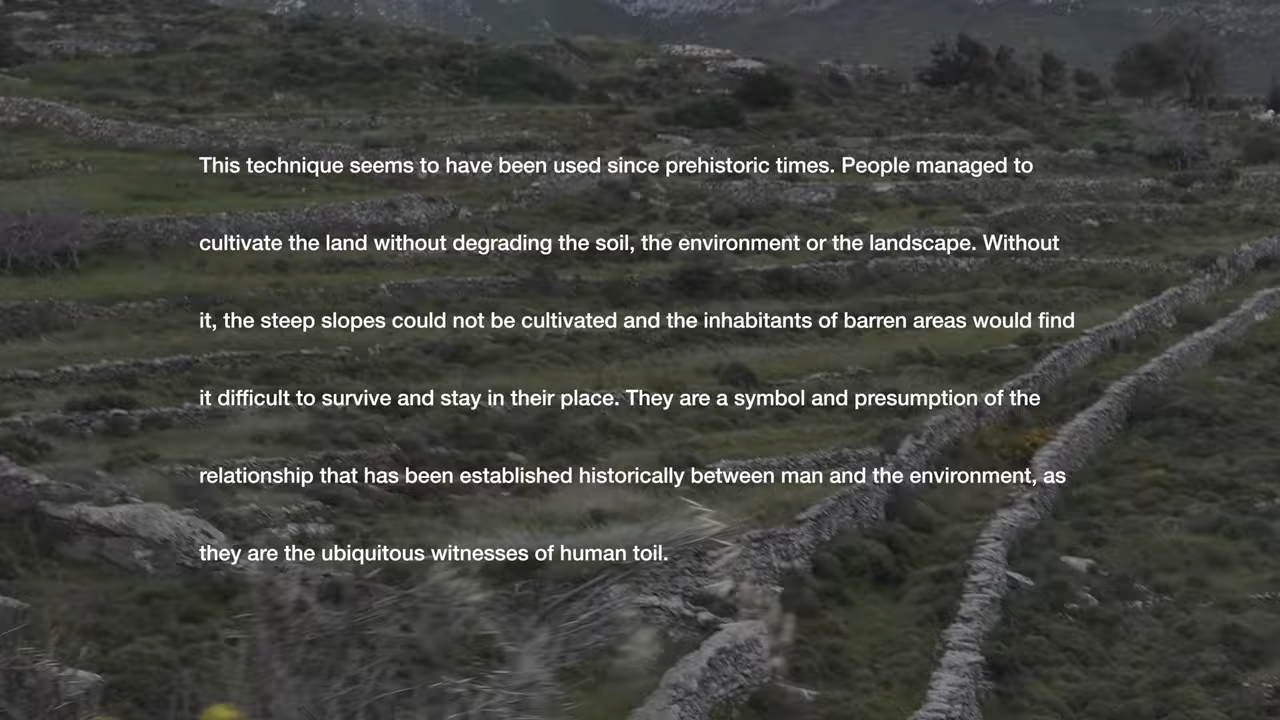 This technique seems to have been used since prehistoric times. People managed to
cultivate the land without degrading the soil, the environment or the landscape. Without
it, the steep slopes could not be cultivated and the inhabitants of barren areas would find
it difficult to survive and stay in their place. They are a symbol and presumption of the
relationship that has been established historically between man and the environment, as
they are the ubiquitous witnesses of human toil.